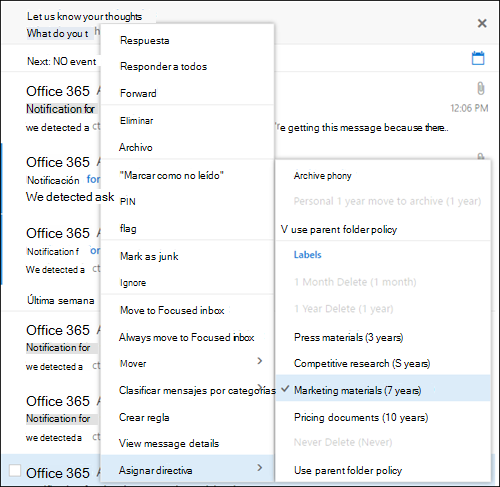 Let us know your thoughts
What do you t
Next: NO event
Office 365
Notification for
12:06 PM
we detected a
're getting this message because there..
Office 365
Notificación for
We detected ask
Office 365
Notification f or
We detected a
Última semana
Office 365
Notification for
we detected a
Office 365
Notification for
we detected a
Office 365
Respuesta
Responder a todos
Forward
Eliminar
Archivo
"Marcar como no leído"
PIN
flag
Mark as junk
Ignore
Move to Focused inbox
Always move to Focused inbox
Mover
Clasificar mensajes por categorías
Crear regla
View message details
Asignar directiva
Archive phony
Personal 1 year move to archive (1 year)
V use parent folder policy
Labels
1 Month Delete (1 month)
1 Year Delete (1 year)
Press materials (3 years)
Competitive research (S years)
Marketing materials (7 years)
Pricing documents (10 years)
Never Delete (Never)
Use parent folder policy